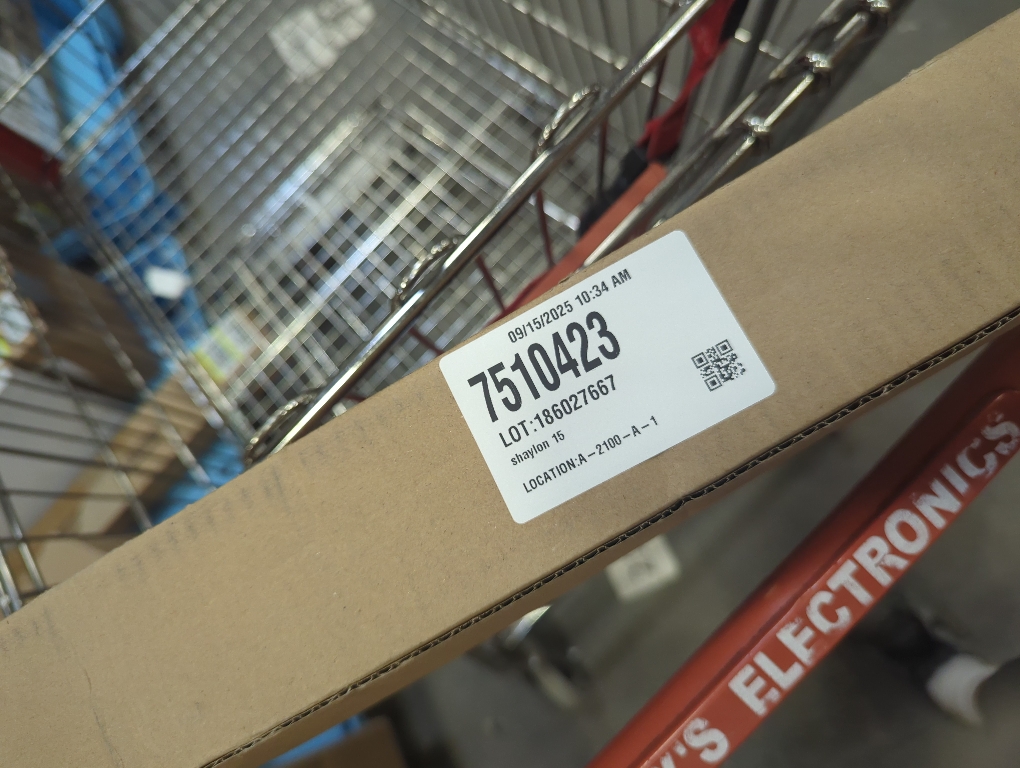 09/15/2025 10:34 AM
7510423
LOT:186027667
shaylon 15
LOCATION:A-2100-A-1
'S ELECTRONICS